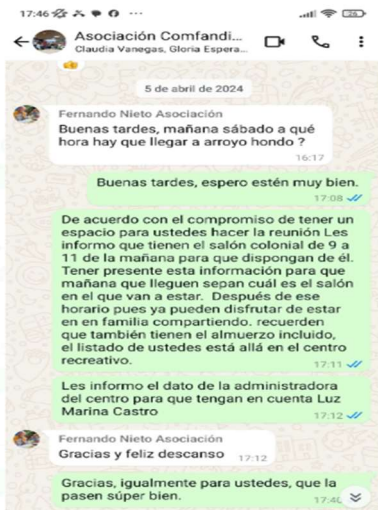 17:46
26
Asociación Comfandi...
Claudia Vanegas, Gloria Espera...
5 de abril de 2024
Fernando Nieto Asociación
Buenas tardes, mañana sábado a qué
hora hay que llegar a arroyo hondo ?
16:17
Buenas tardes, espero estén muy bien.
17:08
De acuerdo con el compromiso de tener un
espacio para ustedes hacer la reunión Les
informo que tienen el salón colonial de 9 a
11 de la mañana para que dispongan de él.
Tener presente esta información para que
mañana que lleguen sepan cuál es el salón
en el que van a estar. Después de ese
horario pues ya pueden disfrutar de estar
en en familia compartiendo. recuerden
que también tienen el almuerzo incluido,
el listado de ustedes está allá en el centro
recreativo.
17:11
Les informo el dato de la administradora
del centro para que tengan en cuenta Luz
Marina Castro
17:12
Fernando Nieto Asociación
Gracias y feliz descanso 17:12
Gracias, igualmente para ustedes, que la
pasen súper bien.